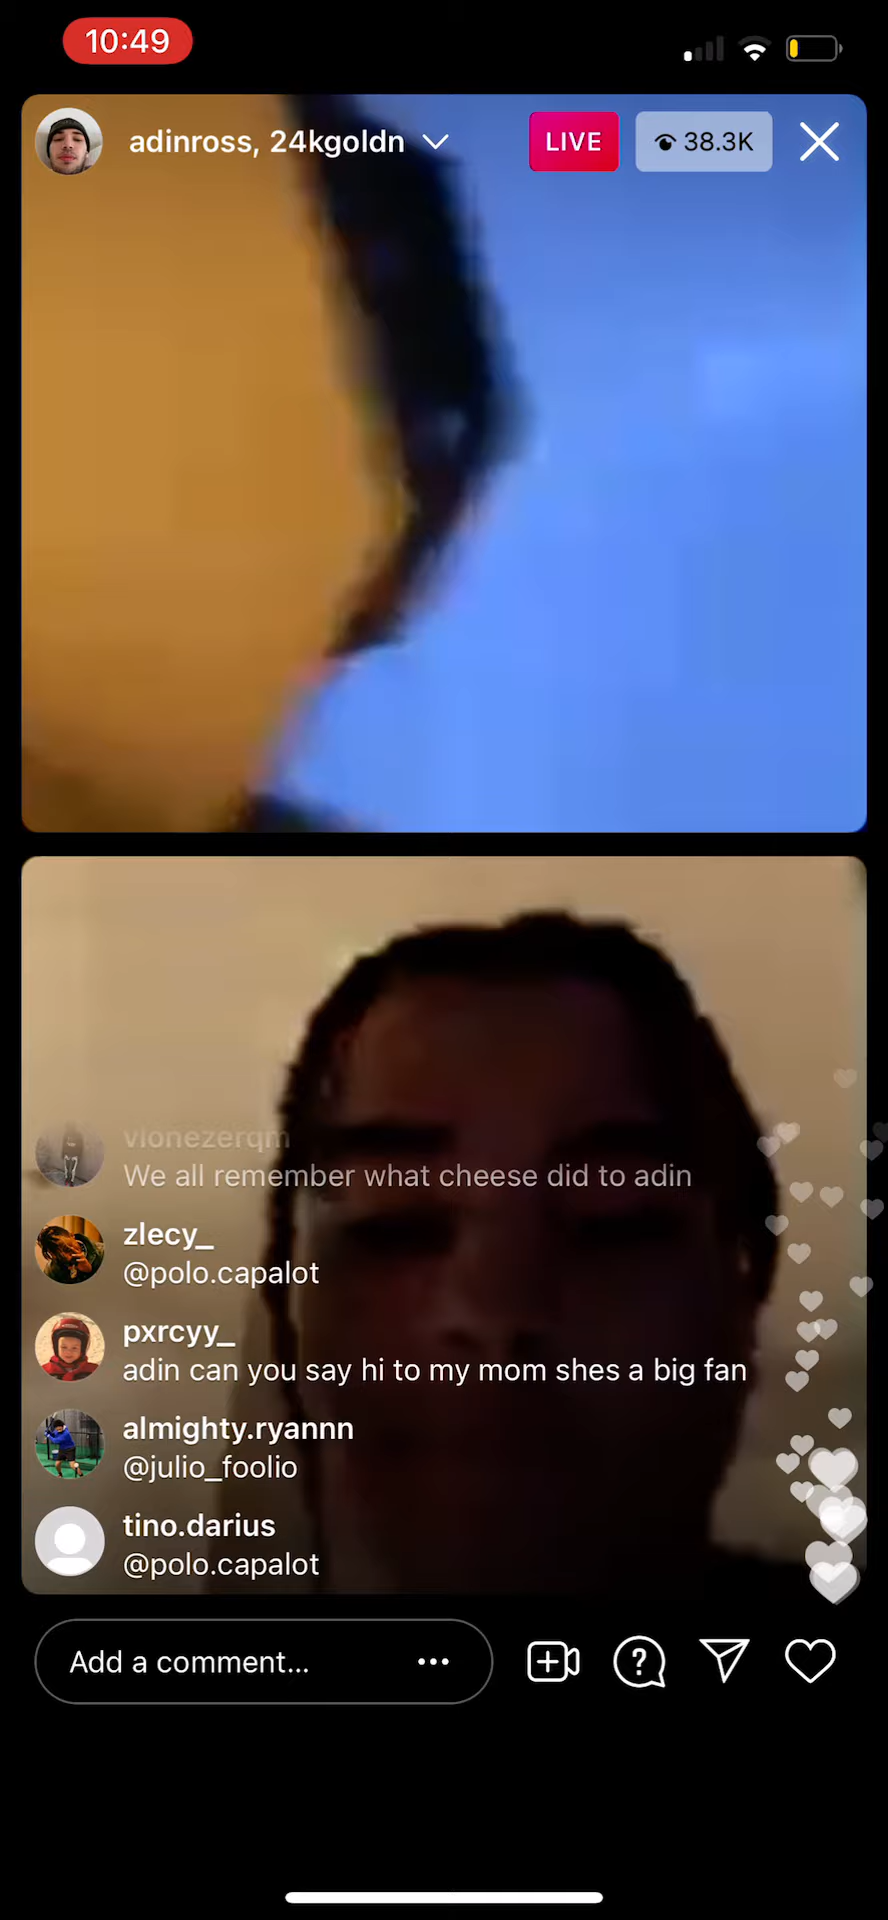 10:49
adinross, 24kgoldn
LIVE
38.3K
vionezerqm
We all remember what cheese did to adin
zlecy_
@polo.capalot
pxrcyy_
adin can you say hi to my mom shes a big fan
almighty.ryannn
@julio_foolio
tino.darius
@polo.capalot
Add a comment...